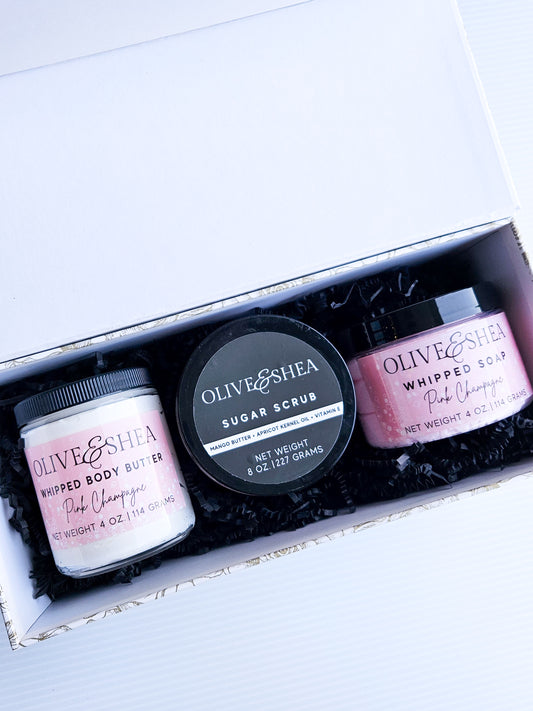 OLIVE&SHEA
WHIPPED BODY BUTTER
Pink Champagne
NET WEIGHT 4 OZ. | 114 GRAMS
OLIVE&SHEA
SUGAR SCRUB
MANGO BUTTER • APRICOT KERNEL OIL • VITAMIN E
NET WEIGHT
8 OZ. | 227 GRAMS
OLIVE&SHEA
WHIPPED SOAP
Pink Champagne
NET WEIGHT 4 OZ. | 114 GRAMS